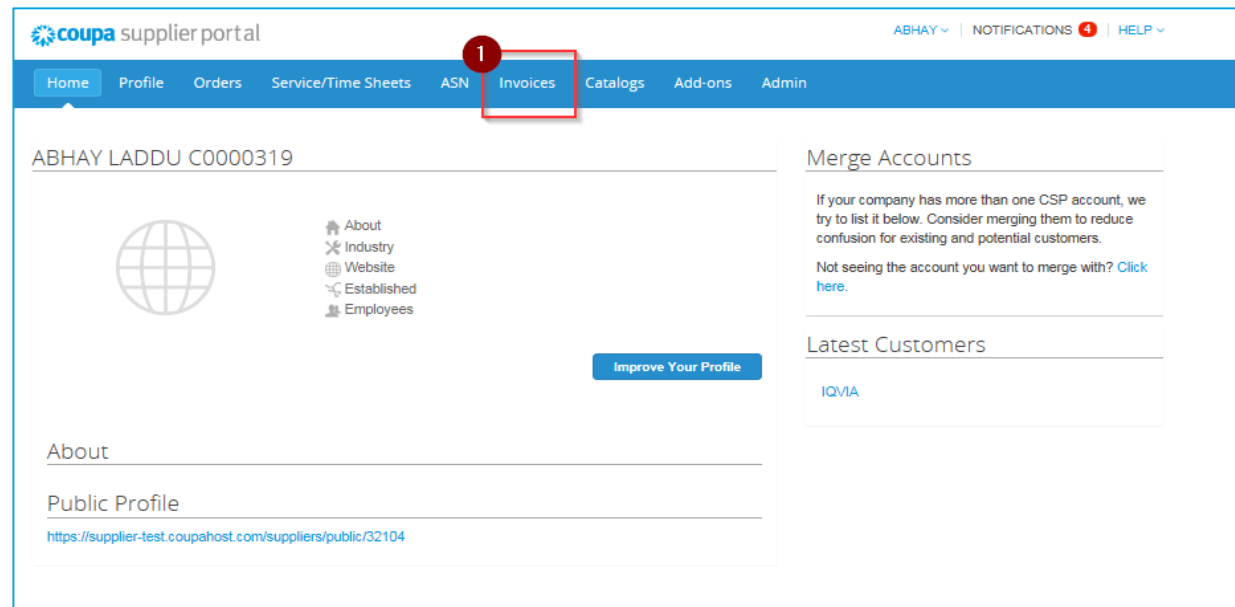 coupa supplier portal
ABHAY NOTIFICATIONS 4 HELP
1
Home Profile Orders Service/Time Sheets ASN Invoices Catalogs Add-ons Admin
ABHAY LADDU C0000319
About
Industry
Website
Established
Employees
Improve Your Profile
About
Public Profile
https://supplier-test.coupahost.com/suppliers/public/32104
Merge Accounts
If your company has more than one CSP account, we
try to list it below. Consider merging them to reduce
confusion for existing and potential customers.
Not seeing the account you want to merge with? Click
here.
Latest Customers
IQVIA